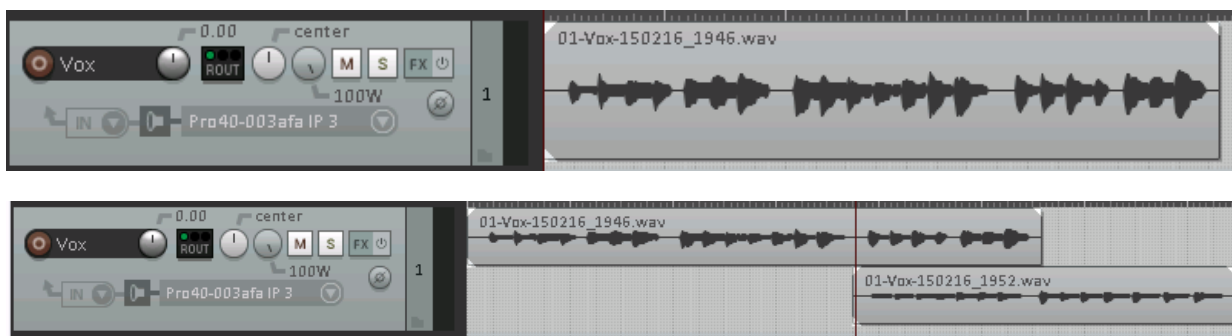 0.00 center
01-Vox-150216_1946.wav
Vox ROUT M S FX
100W
1
IN Pro40-003afa IP 3
0.00 center
01-Vox-150216_1946.wav
Vox ROUT M S FX
100W
1
01-Vox-150216_1952.wav
IN Pro40-003afa IP 3